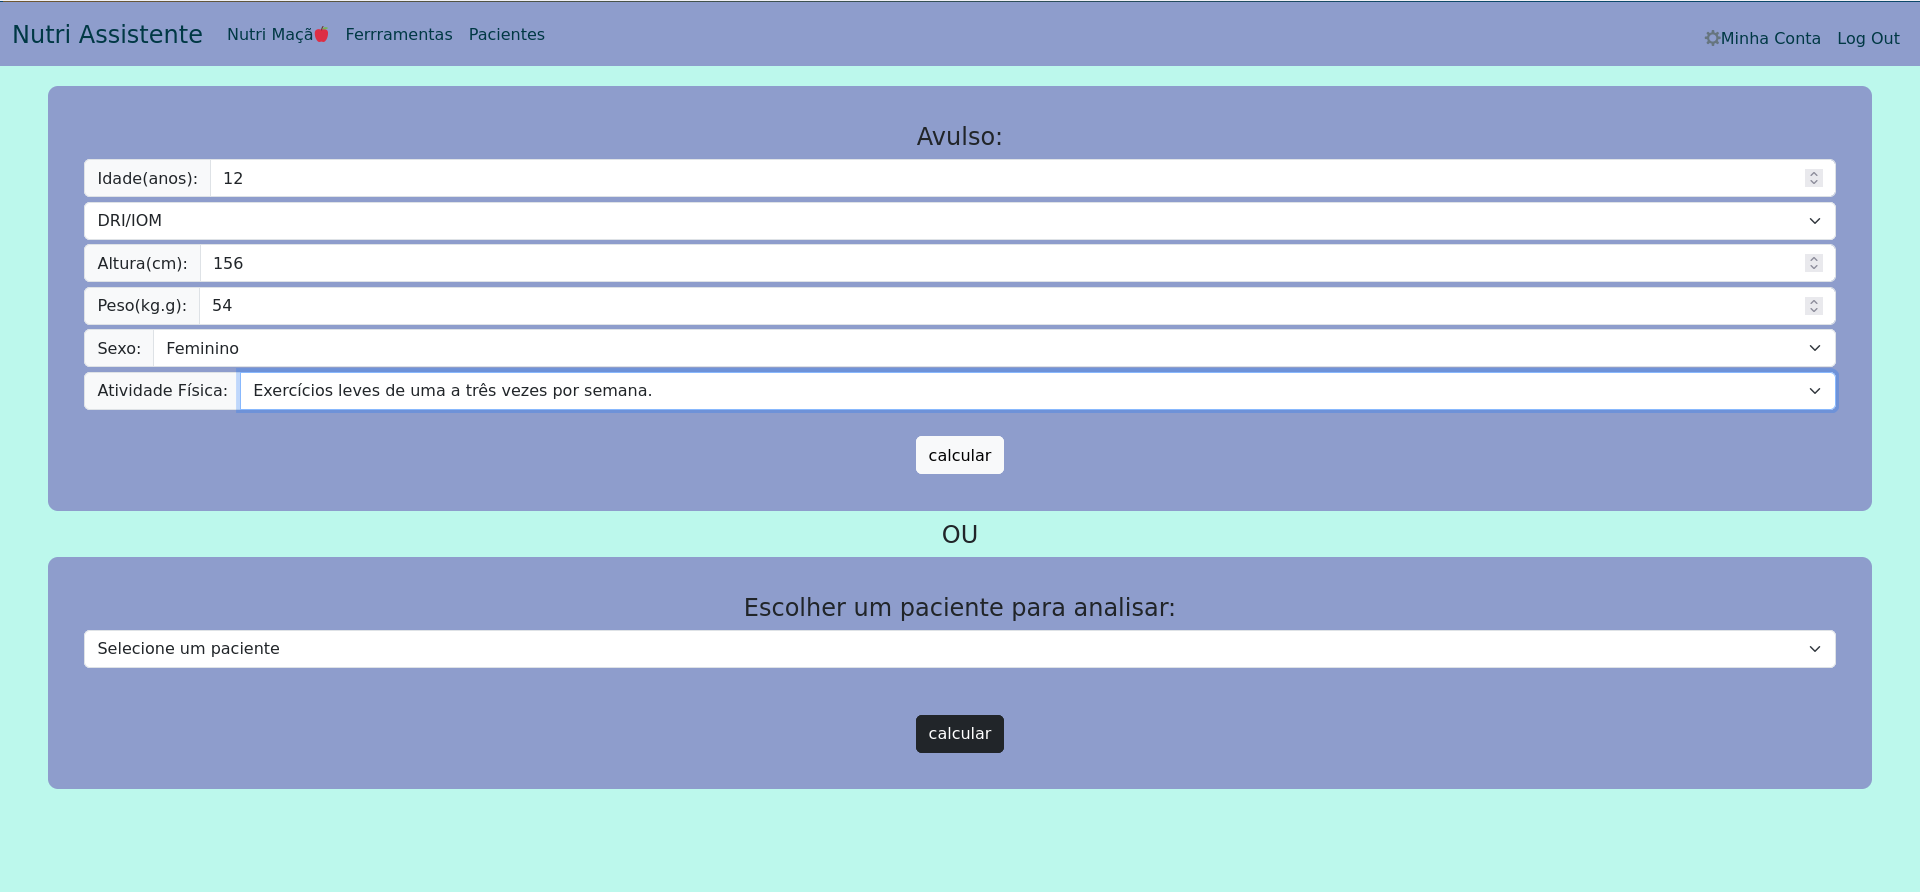 Nutri Assistente Nutri Maçã🍎 Ferrramentas Pacientes ⚙Minha Conta Log Out
Avulso:
Idade(anos): 12
DRI/IOM
Altura(cm): 156
Peso(kg.g): 54
Sexo: Feminino
Atividade Física: Exercícios leves de uma a três vezes por semana.
calcular
OU
Escolher um paciente para analisar:
Selecione um paciente
calcular